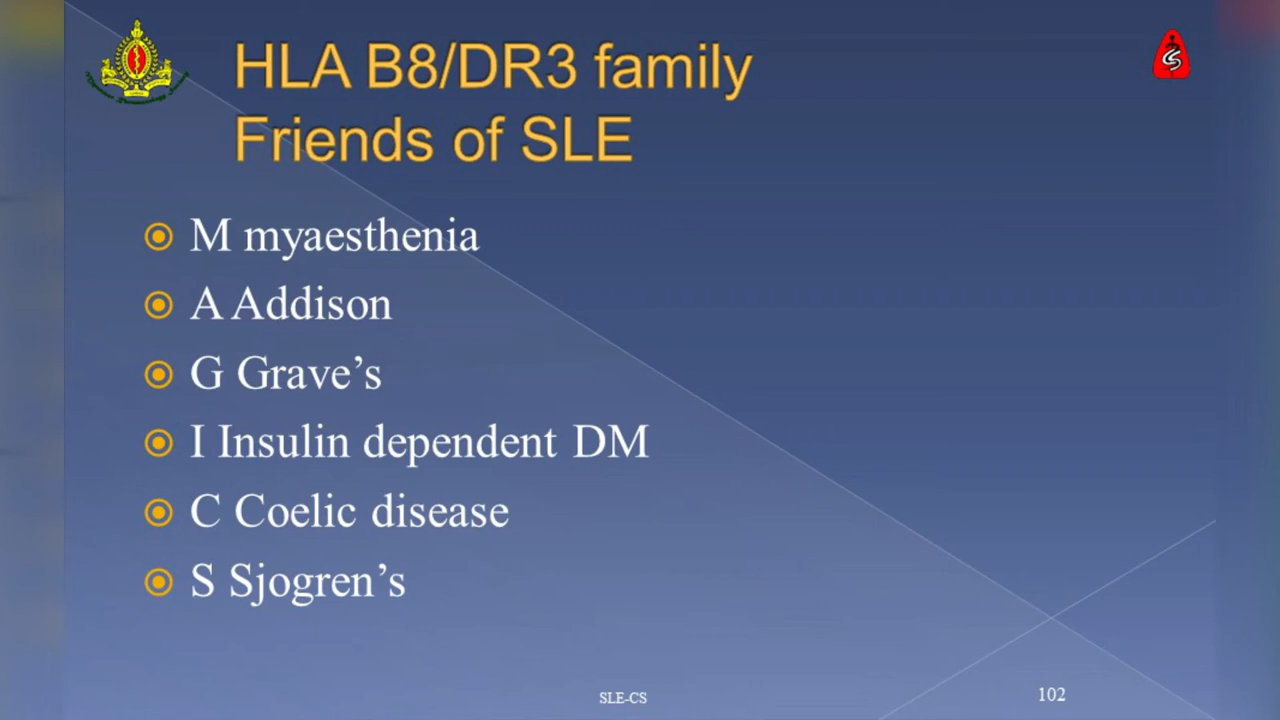 HLA B8/DR3 family
Friends of SLE
M myaesthenia
A Addison
G Grave’s
I Insulin dependent DM
C Coelic disease
S Sjogren’s
SLE-CS
102